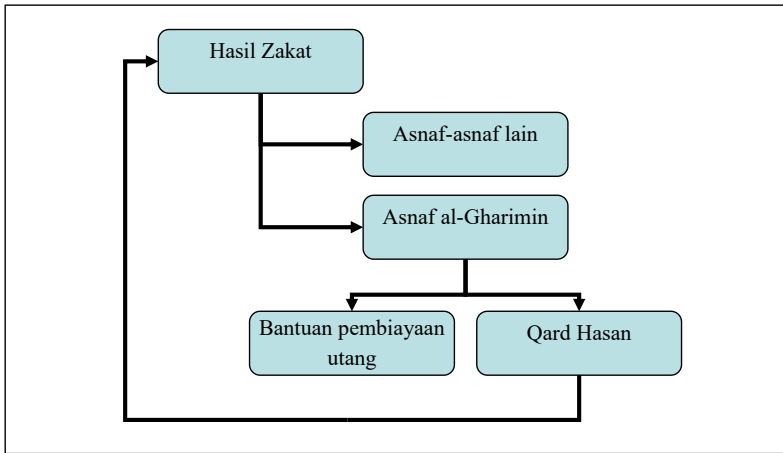 Hasil Zakat
Asnaf-asnaf lain
Asnaf al-Gharimin
Bantuan pembiayaan
utang
Qard Hasan